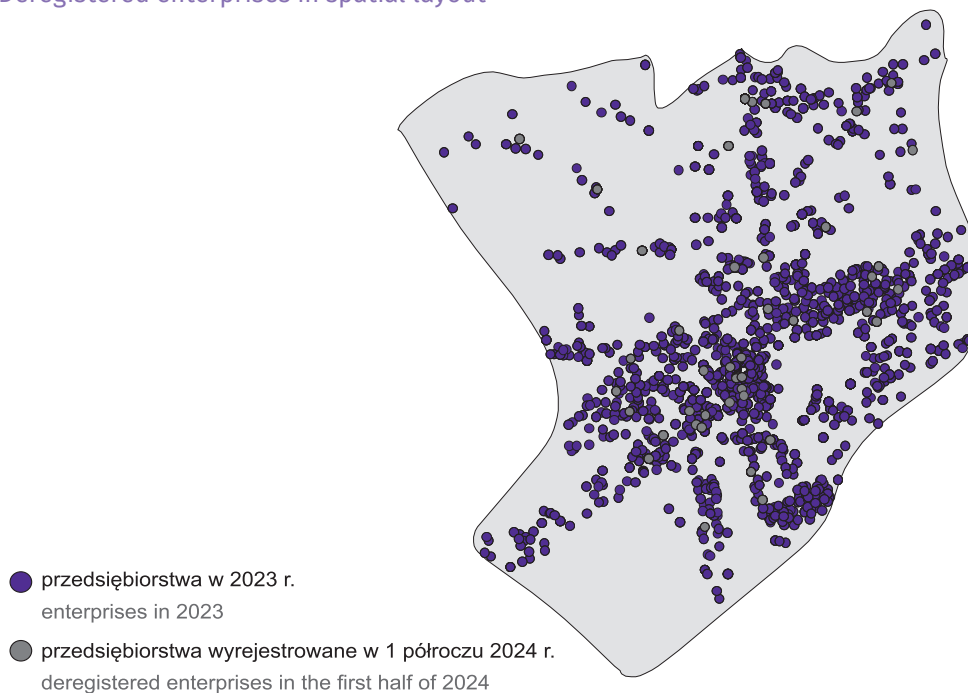 Deregistered enterprises in spatial layout
przedsiębiorstwa w 2023 r.
enterprises in 2023
przedsiębiorstwa wyrejestrowane w 1 półroczu 2024 r.
deregistered enterprises in the first half of 2024